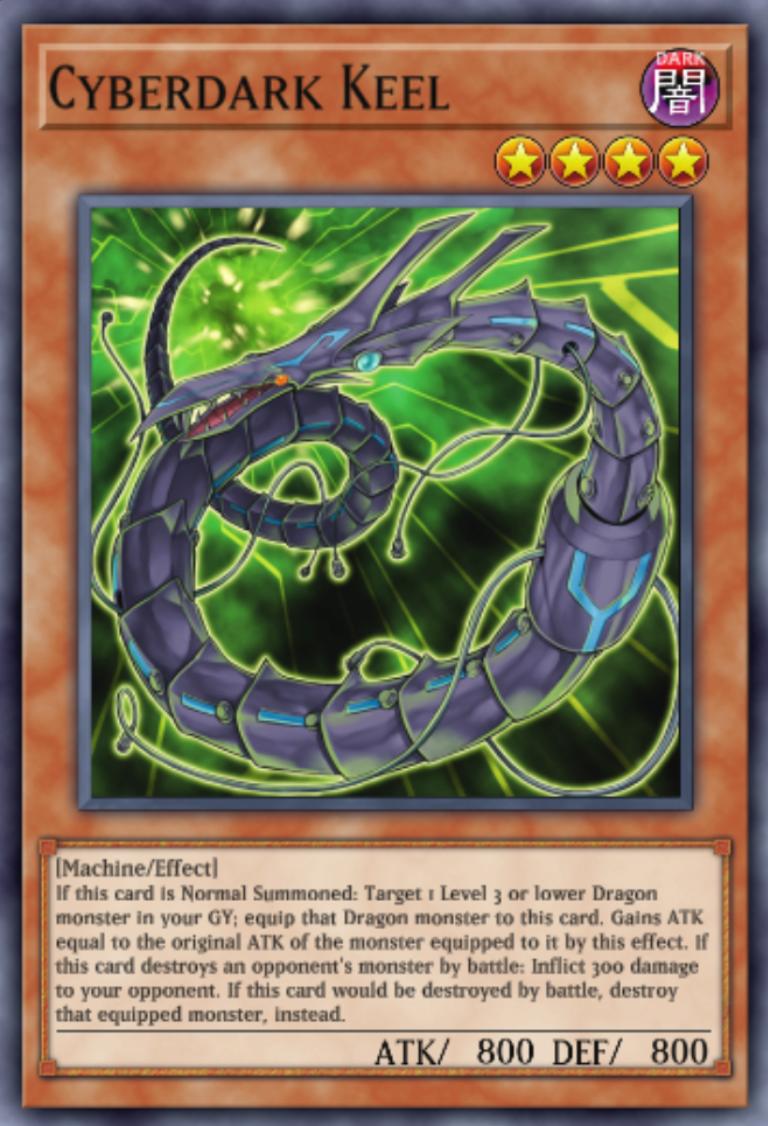 Cyberdark Keel
DARK
闇
[Machine/Effect]
If this card is Normal Summoned: Target 1 Level 3 or lower Dragon
monster in your GY; equip that Dragon monster to this card. Gains ATK
equal to the original ATK of the monster equipped to it by this effect. If
this card destroys an opponent's monster by battle: Inflict 300 damage
to your opponent. If this card would be destroyed by battle, destroy
that equipped monster, instead.
ATK/ 800 DEF/ 800